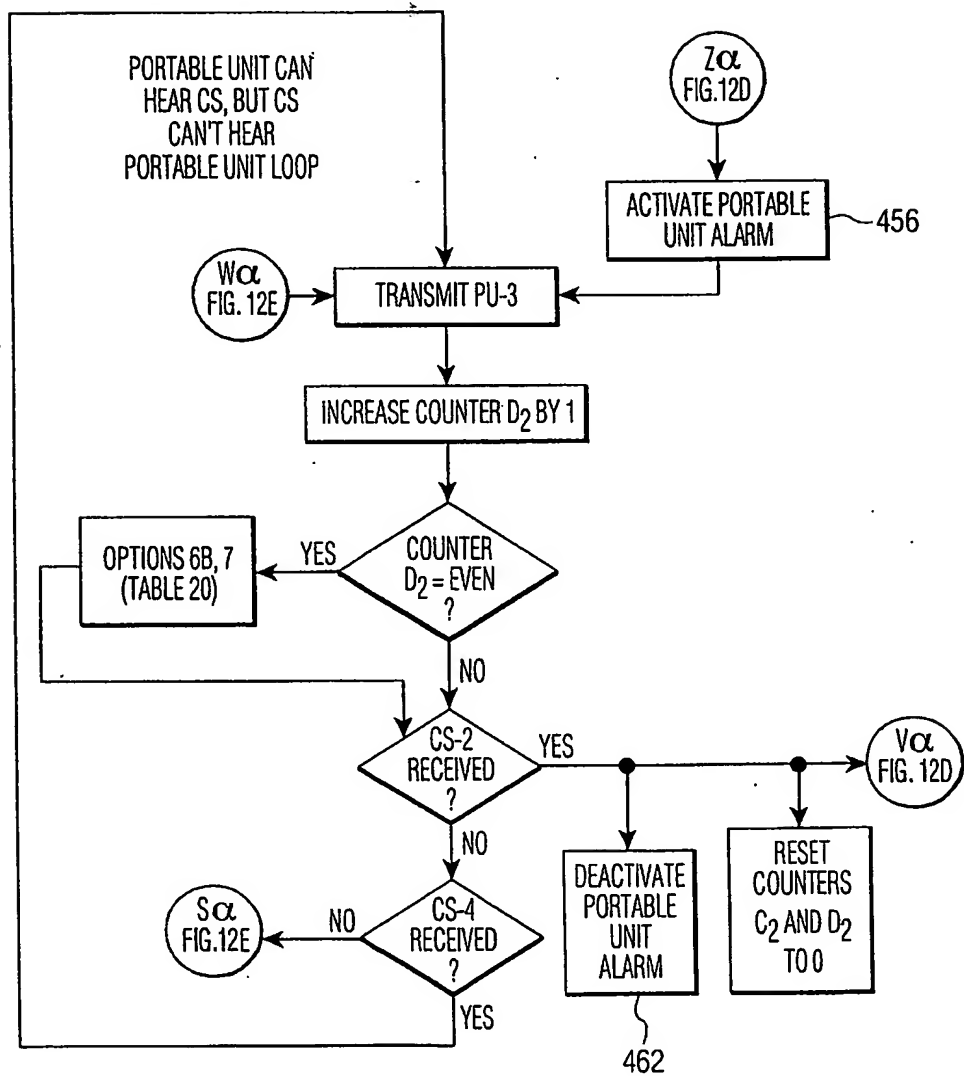 PORTABLE UNIT CAN
HEAR CS, BUT CS
CAN'T HEAR
PORTABLE UNIT LOOP
Zα
FIG.12D
ACTIVATE PORTABLE
UNIT ALARM
456
Wα
FIG. 12E
TRANSMIT PU-3
INCREASE COUNTER D2 BY 1
OPTIONS 6B, 7
(TABLE 20)
YES
COUNTER
D2 = EVEN
?
NO
CS-2
RECEIVED
?
YES
Vα
FIG. 12D
NO
Sα
FIG.12E
NO
CS-4
RECEIVED
?
YES
DEACTIVATE
PORTABLE
UNIT
ALARM
462
RESET
COUNTERS
C2 AND D2
TO 0